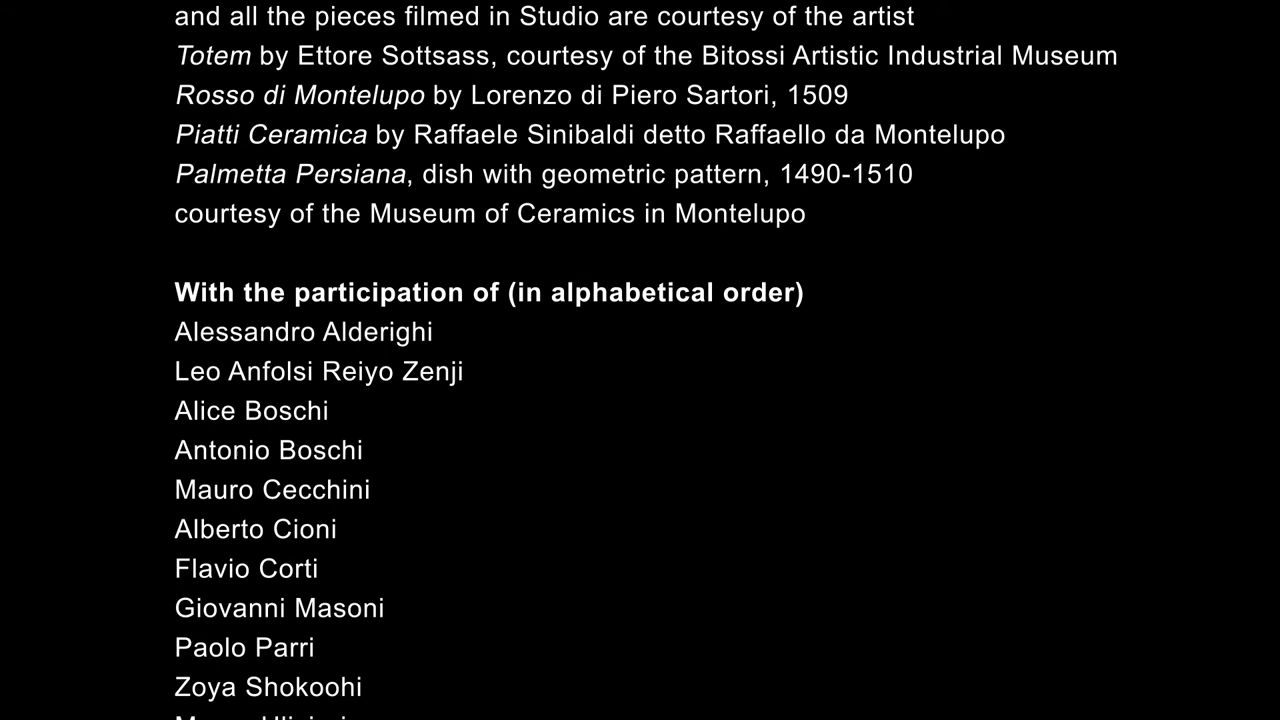 and all the pieces filmed in Studio are courtesy of the artist
Totem by Ettore Sottsass, courtesy of the Bitossi Artistic Industrial Museum
Rosso di Montelupo by Lorenzo di Piero Sartori, 1509
Piatti Ceramica by Raffaele Sinibaldi detto Raffaello da Montelupo
Palmetta Persiana, dish with geometric pattern, 1490-1510
courtesy of the Museum of Ceramics in Montelupo
With the participation of (in alphabetical order)
Alessandro Alderighi
Leo Anfolsi Reiyo Zenji
Alice Boschi
Antonio Boschi
Mauro Cecchini
Alberto Cioni
Flavio Corti
Giovanni Masoni
Paolo Parri
Zoya Shokoohi